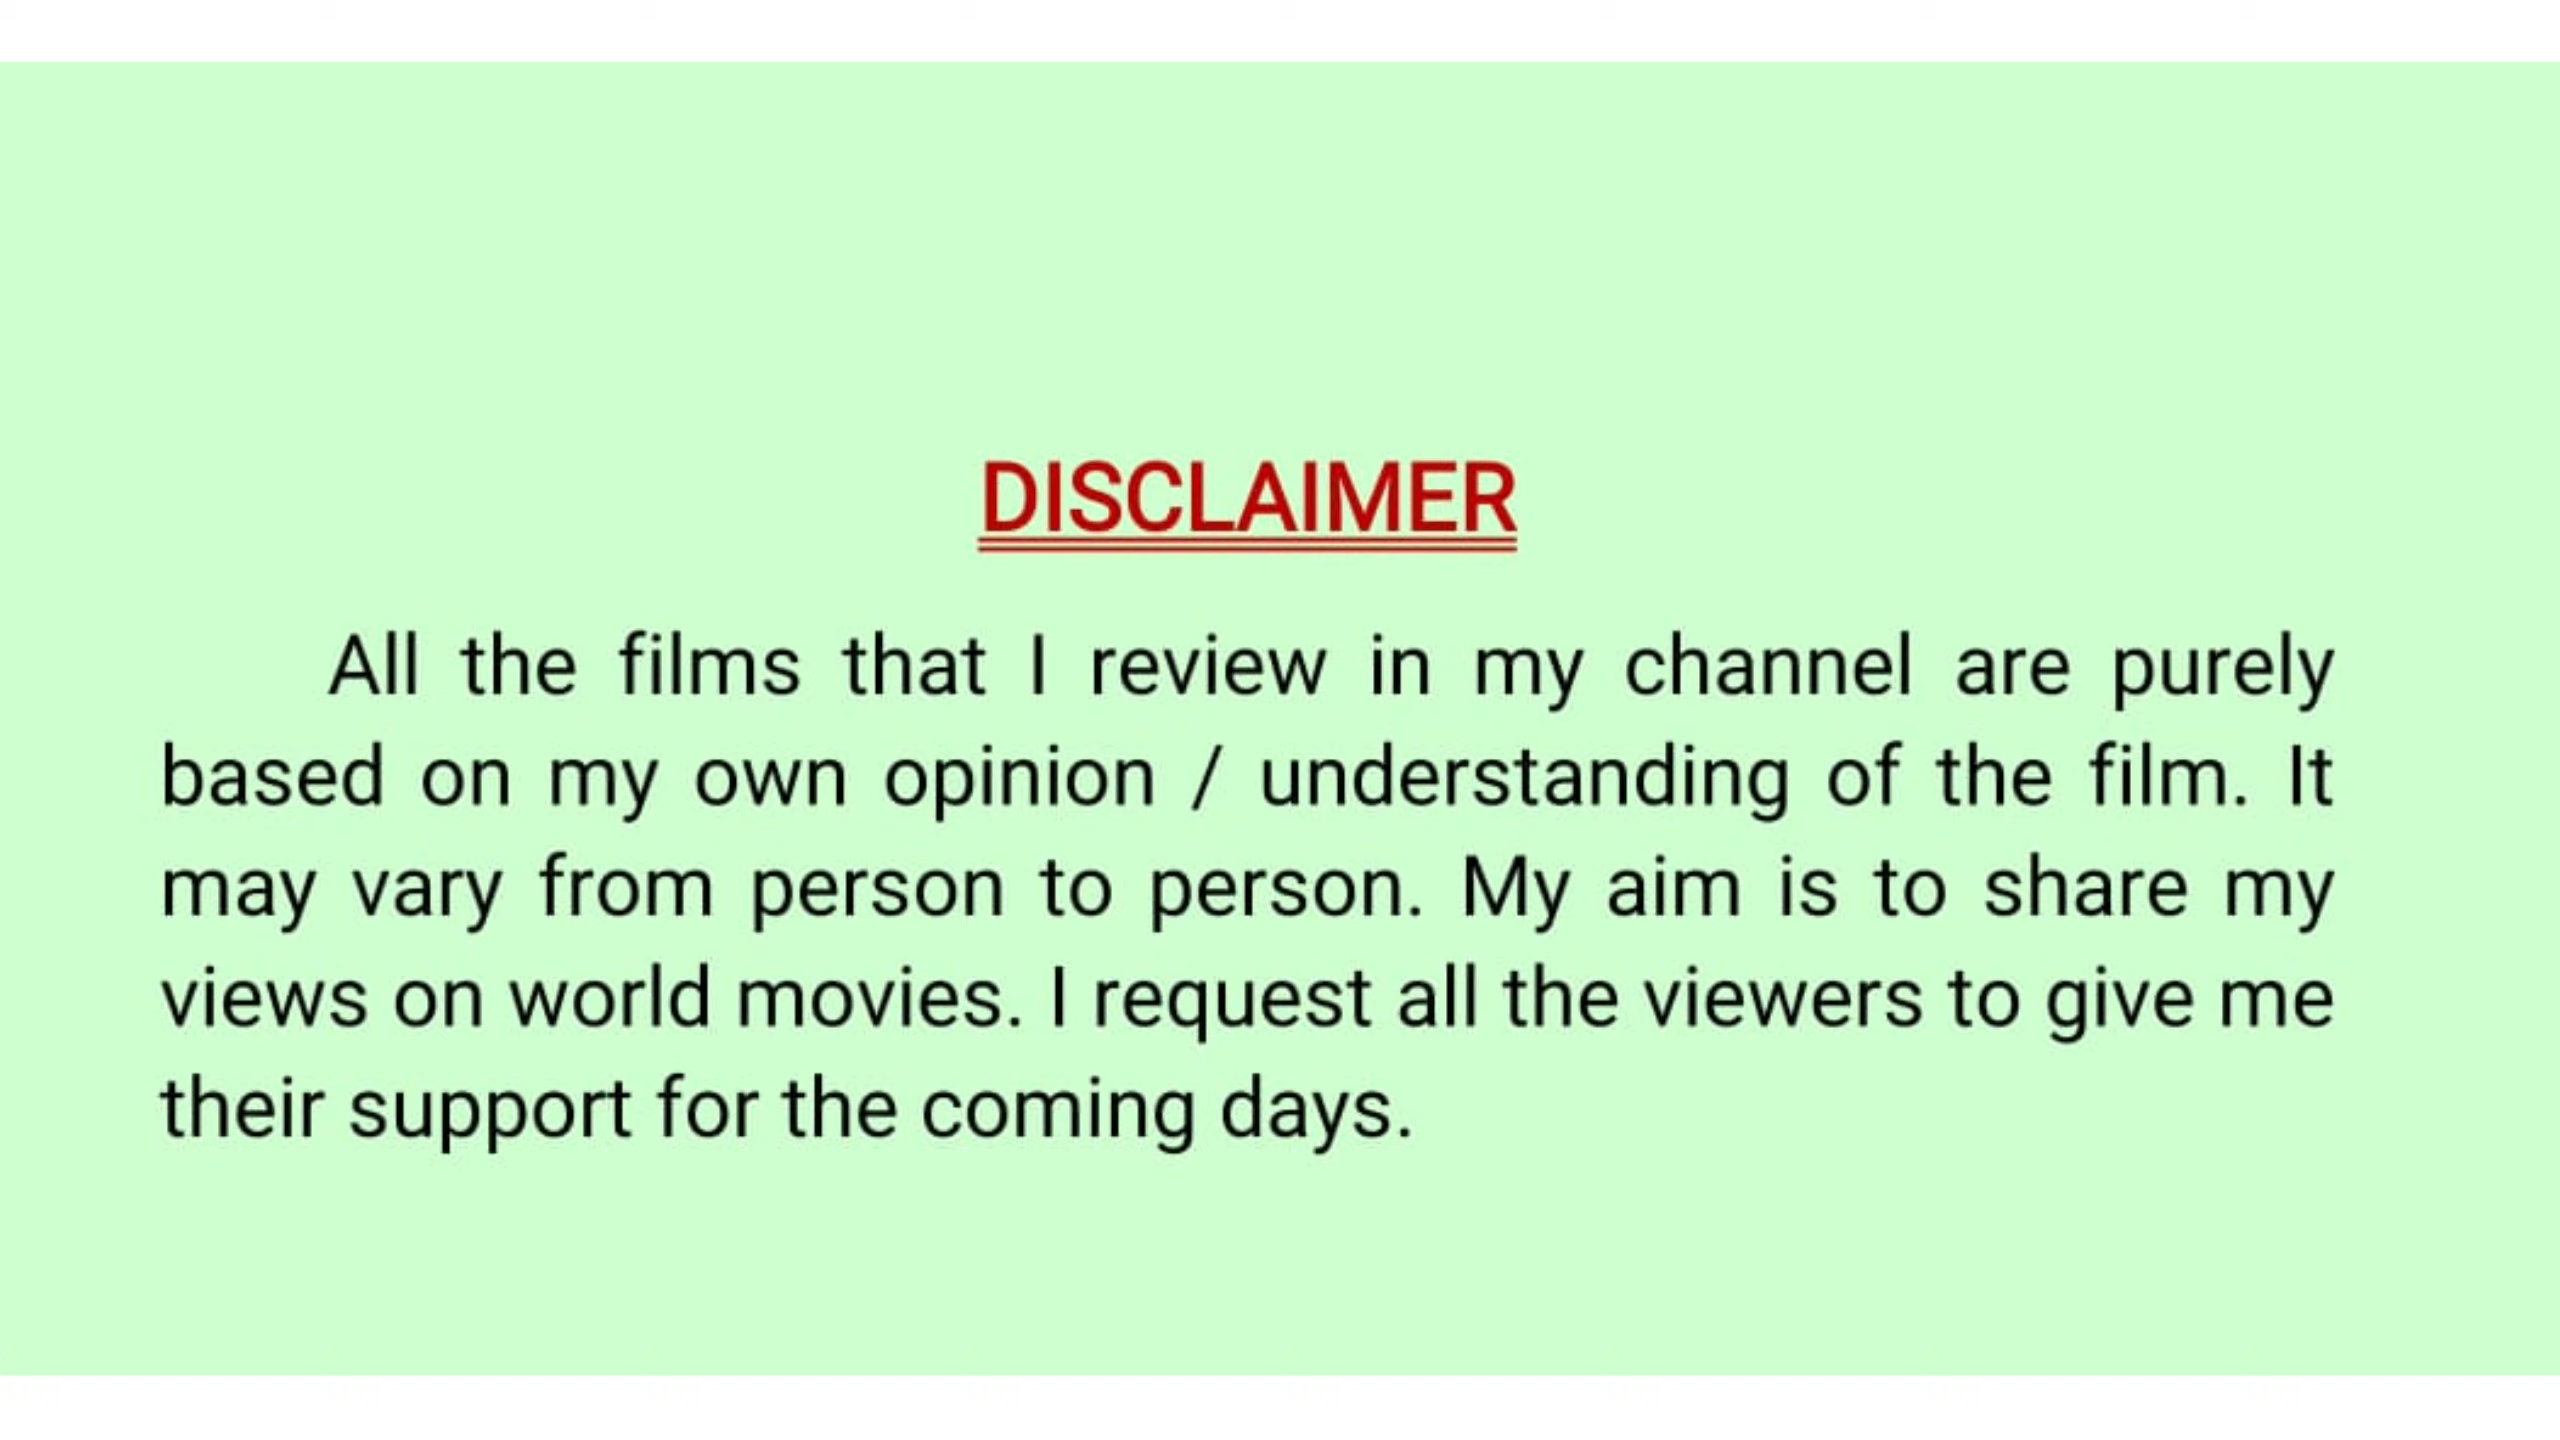 DISCLAIMER
All the films that I review in my channel are purely
based on my own opinion / understanding of the film. It
may vary from person to person. My aim is to share my
views on world movies. I request all the viewers to give me
their support for the coming days.